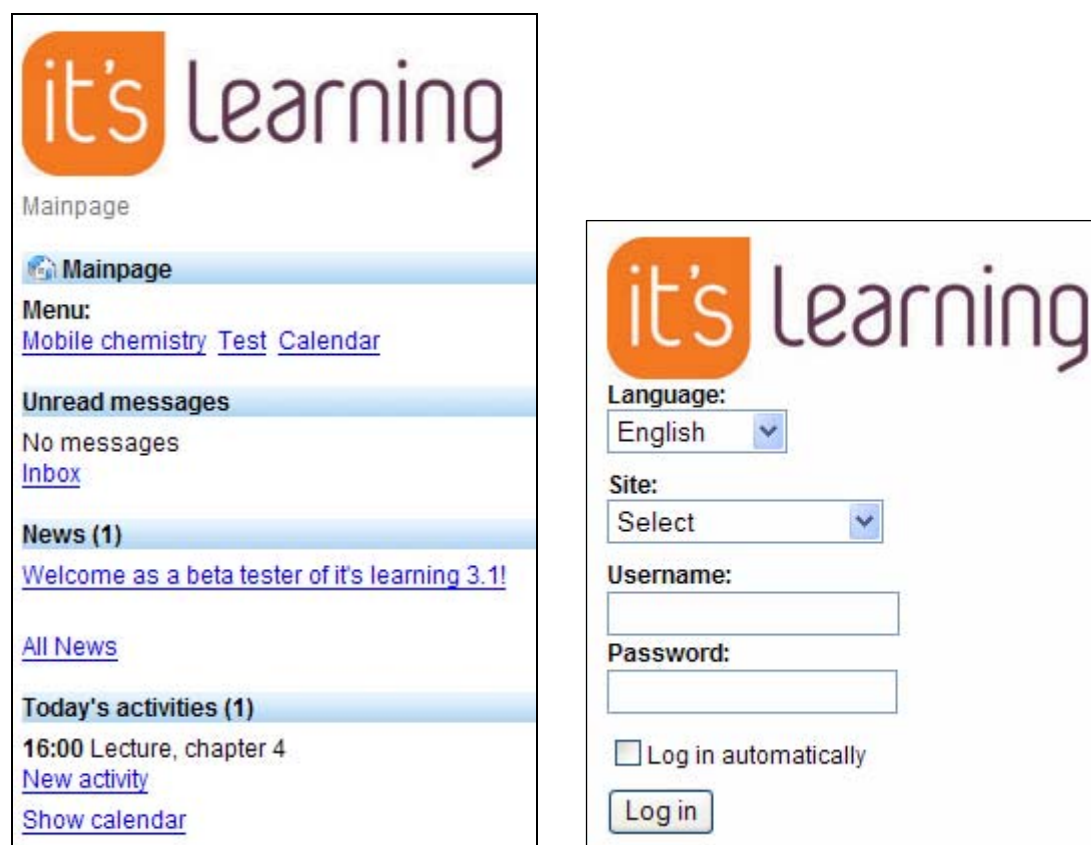 it's learning
Mainpage
Mainpage
Menu:
Mobile chemistry Test Calendar
Unread messages
No messages
Inbox
News (1)
Welcome as a beta tester of it's learning 3.1!
All News
Today's activities (1)
16:00 Lecture, chapter 4
New activity
Show calendar
it's learning
Language:
English
Site:
Select
Username:
Password:
Log in automatically
Log in